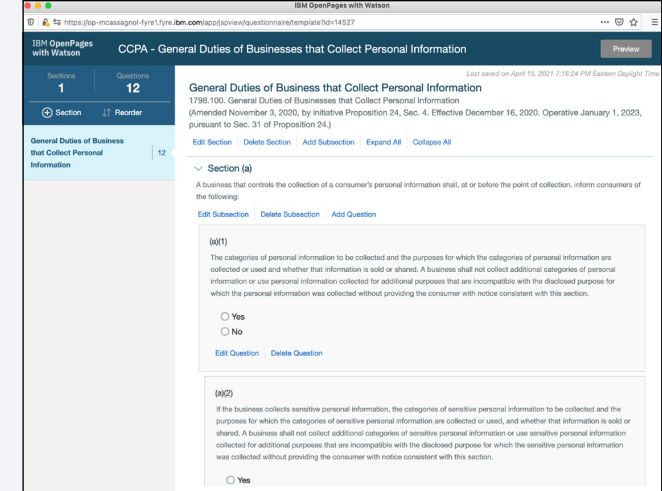 IBM OpenPages with Watson
https://op-mcassagnol-fyre1.fyre.ibm.com/app/jspview/questionnaire/template?id=14527
IBM OpenPages
with Watson
CCPA - General Duties of Businesses that Collect Personal Information
Preview
Sections
1
Questions
12
Section
Reorder
General Duties of Business
that Collect Personal
Information
12
Last saved on April 15, 2021 7:16:24 PM Eastern Daylight Time
General Duties of Business that Collect Personal Information
1798.100. General Duties of Businesses that Collect Personal Information
(Amended November 3, 2020, by initiative Proposition 24, Sec. 4. Effective December 16, 2020. Operative January 1, 2023,
pursuant to Sec. 31 of Proposition 24.)
Edit Section Delete Section Add Subsection Expand All Collapse All
Section (a)
A business that controls the collection of a consumer's personal information shall, at or before the point of collection, inform consumers of
the following:
Edit Subsection Delete Subsection Add Question
(a)(1)
The categories of personal information to be collected and the purposes for which the categories of personal information are
collected or used and whether that information is sold or shared. A business shall not collect additional categories of personal
information or use personal information collected for additional purposes that are incompatible with the disclosed purpose for
which the personal information was collected without providing the consumer with notice consistent with this section.
Yes
No
Edit Question Delete Question
(a)(2)
If the business collects sensitive personal information, the categories of sensitive personal information to be collected and the
purposes for which the categories of sensitive personal information are collected or used, and whether that information is sold or
shared. A business shall not collect additional categories of sensitive personal information or use sensitive personal information
collected for additional purposes that are incompatible with the disclosed purpose for which the sensitive personal information
was collected without providing the consumer with notice consistent with this section.
Yes